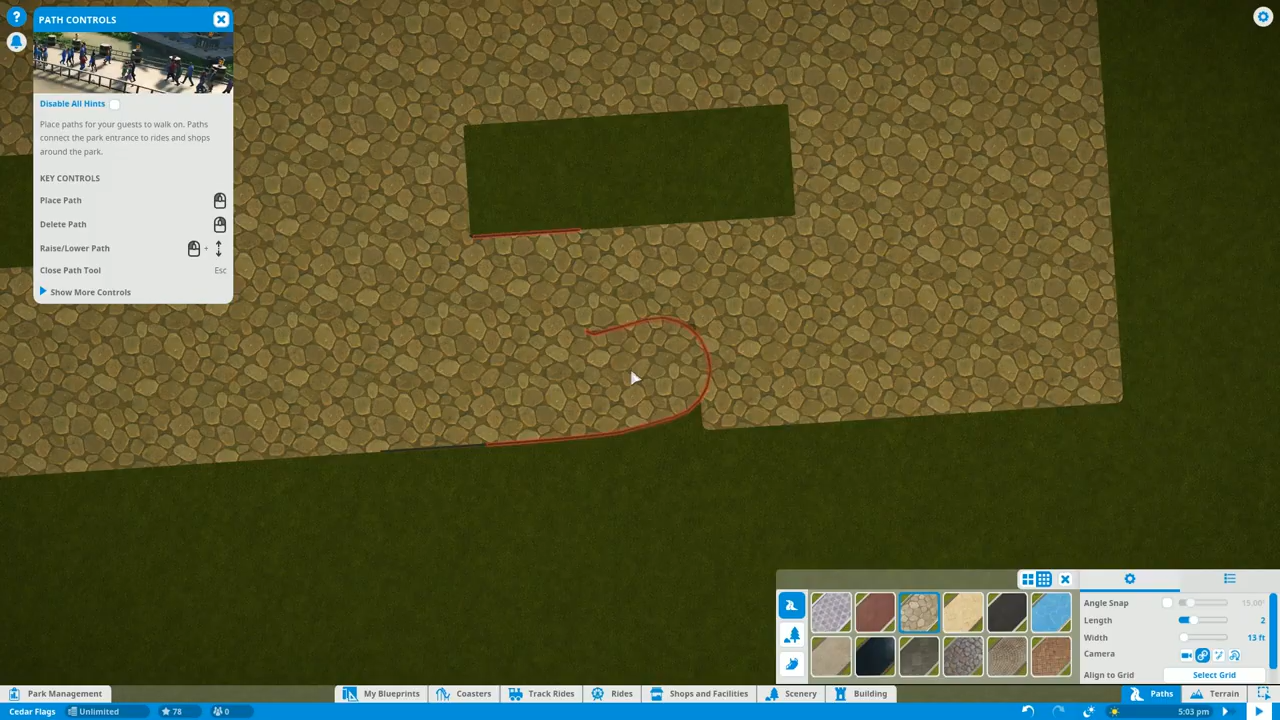 PATH CONTROLS
Disable All Hints
Place paths for your guests to walk on. Paths
connect the park entrance to rides and shops
around the park.
KEY CONTROLS
Place Path
Delete Path
Raise/Lower Path +
Close Path Tool Esc
Show More Controls
Angle Snap 15.00°
Length 2
Width 13 ft
Camera
Align to Grid Select Grid
Park Management My Blueprints Coasters Track Rides Rides Shops and Facilities Scenery Building Paths Terrain
Cedar Flags Unlimited 78 0 5:03 pm